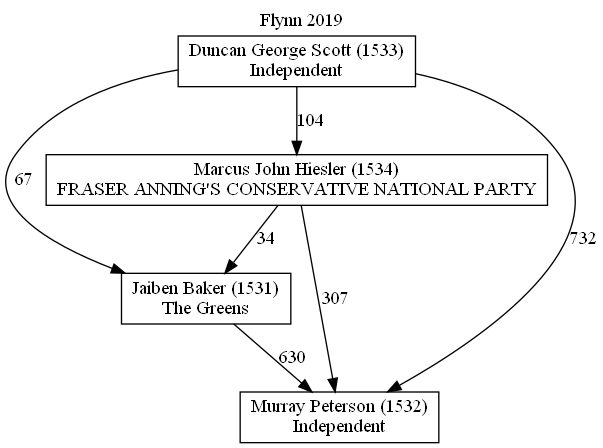 Flynn 2019
Duncan George Scott (1533)
Independent
104
Marcus John Hiesler (1534)
FRASER ANNING'S CONSERVATIVE NATIONAL PARTY
67
34
732
Jaiben Baker (1531)
The Greens
307
630
Murray Peterson (1532)
Independent